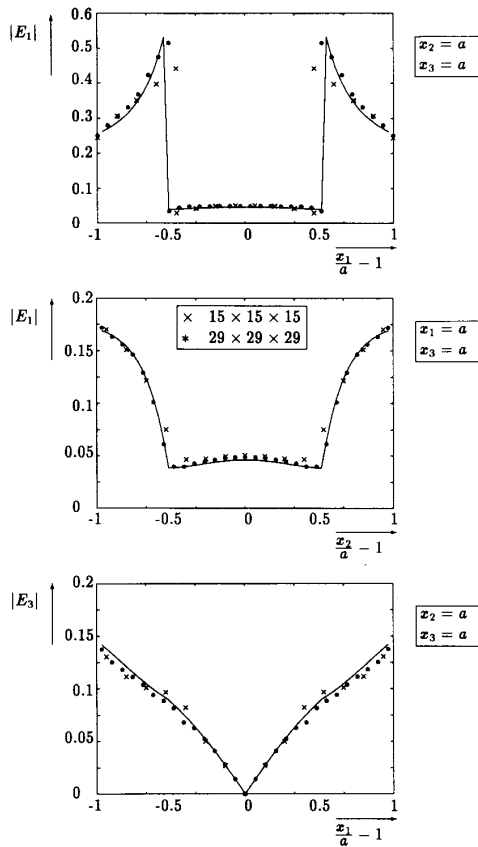 |E₁|
0.6
0.5
0.4
0.3
0.2
0.1
0
-1
-0.5
0
0.5
1
x₁/a − 1
x₂ = a
x₃ = a
|E₁|
0.2
0.15
0.1
0.05
0
× 15 × 15 × 15
* 29 × 29 × 29
-1
-0.5
0
0.5
1
x₂/a − 1
x₁ = a
x₃ = a
|E₃|
0.2
0.15
0.1
0.05
0
-1
-0.5
0
0.5
1
x₁/a − 1
x₂ = a
x₃ = a